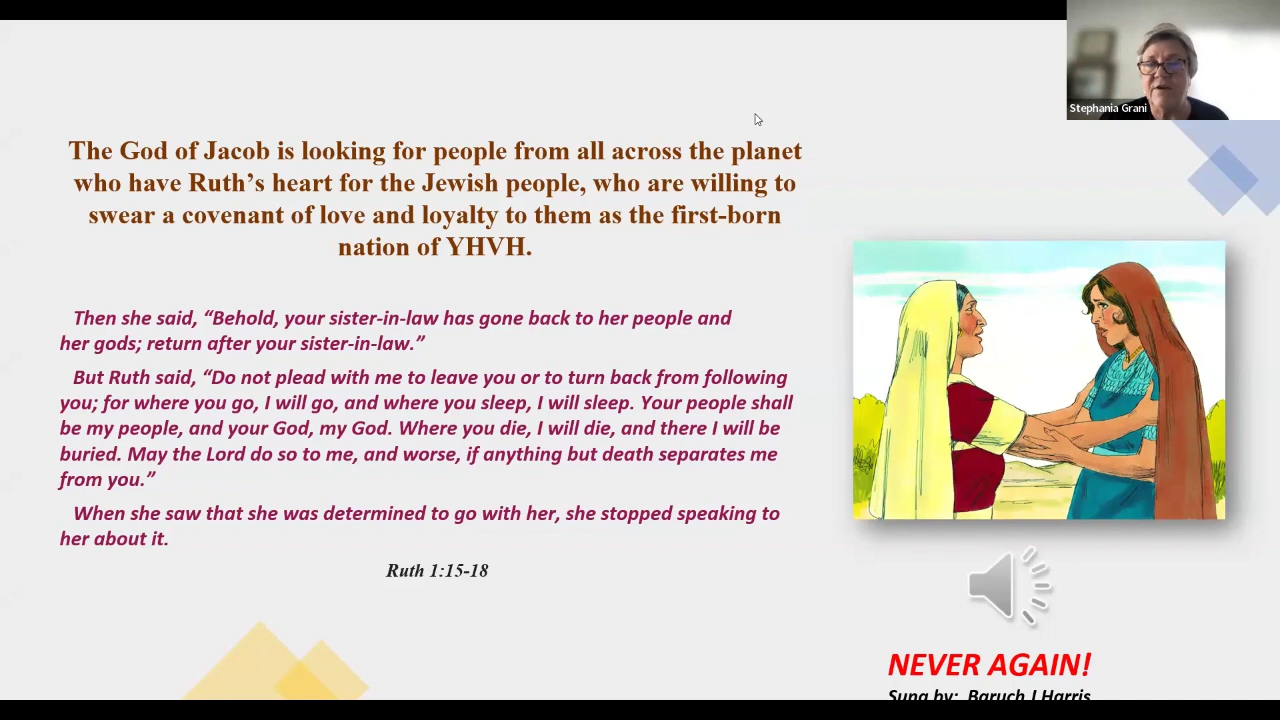 Stephania Grani
The God of Jacob is looking for people from all across the planet
who have Ruth’s heart for the Jewish people, who are willing to
swear a covenant of love and loyalty to them as the first-born
nation of YHVH.
Then she said, “Behold, your sister-in-law has gone back to her people and
her gods; return after your sister-in-law.”
But Ruth said, “Do not plead with me to leave you or to turn back from following
you; for where you go, I will go, and where you sleep, I will sleep. Your people shall
be my people, and your God, my God. Where you die, I will die, and there I will be
buried. May the Lord do so to me, and worse, if anything but death separates me
from you.”
When she saw that she was determined to go with her, she stopped speaking to
her about it.
Ruth 1:15-18
NEVER AGAIN!
Sung by: Baruch J Harris